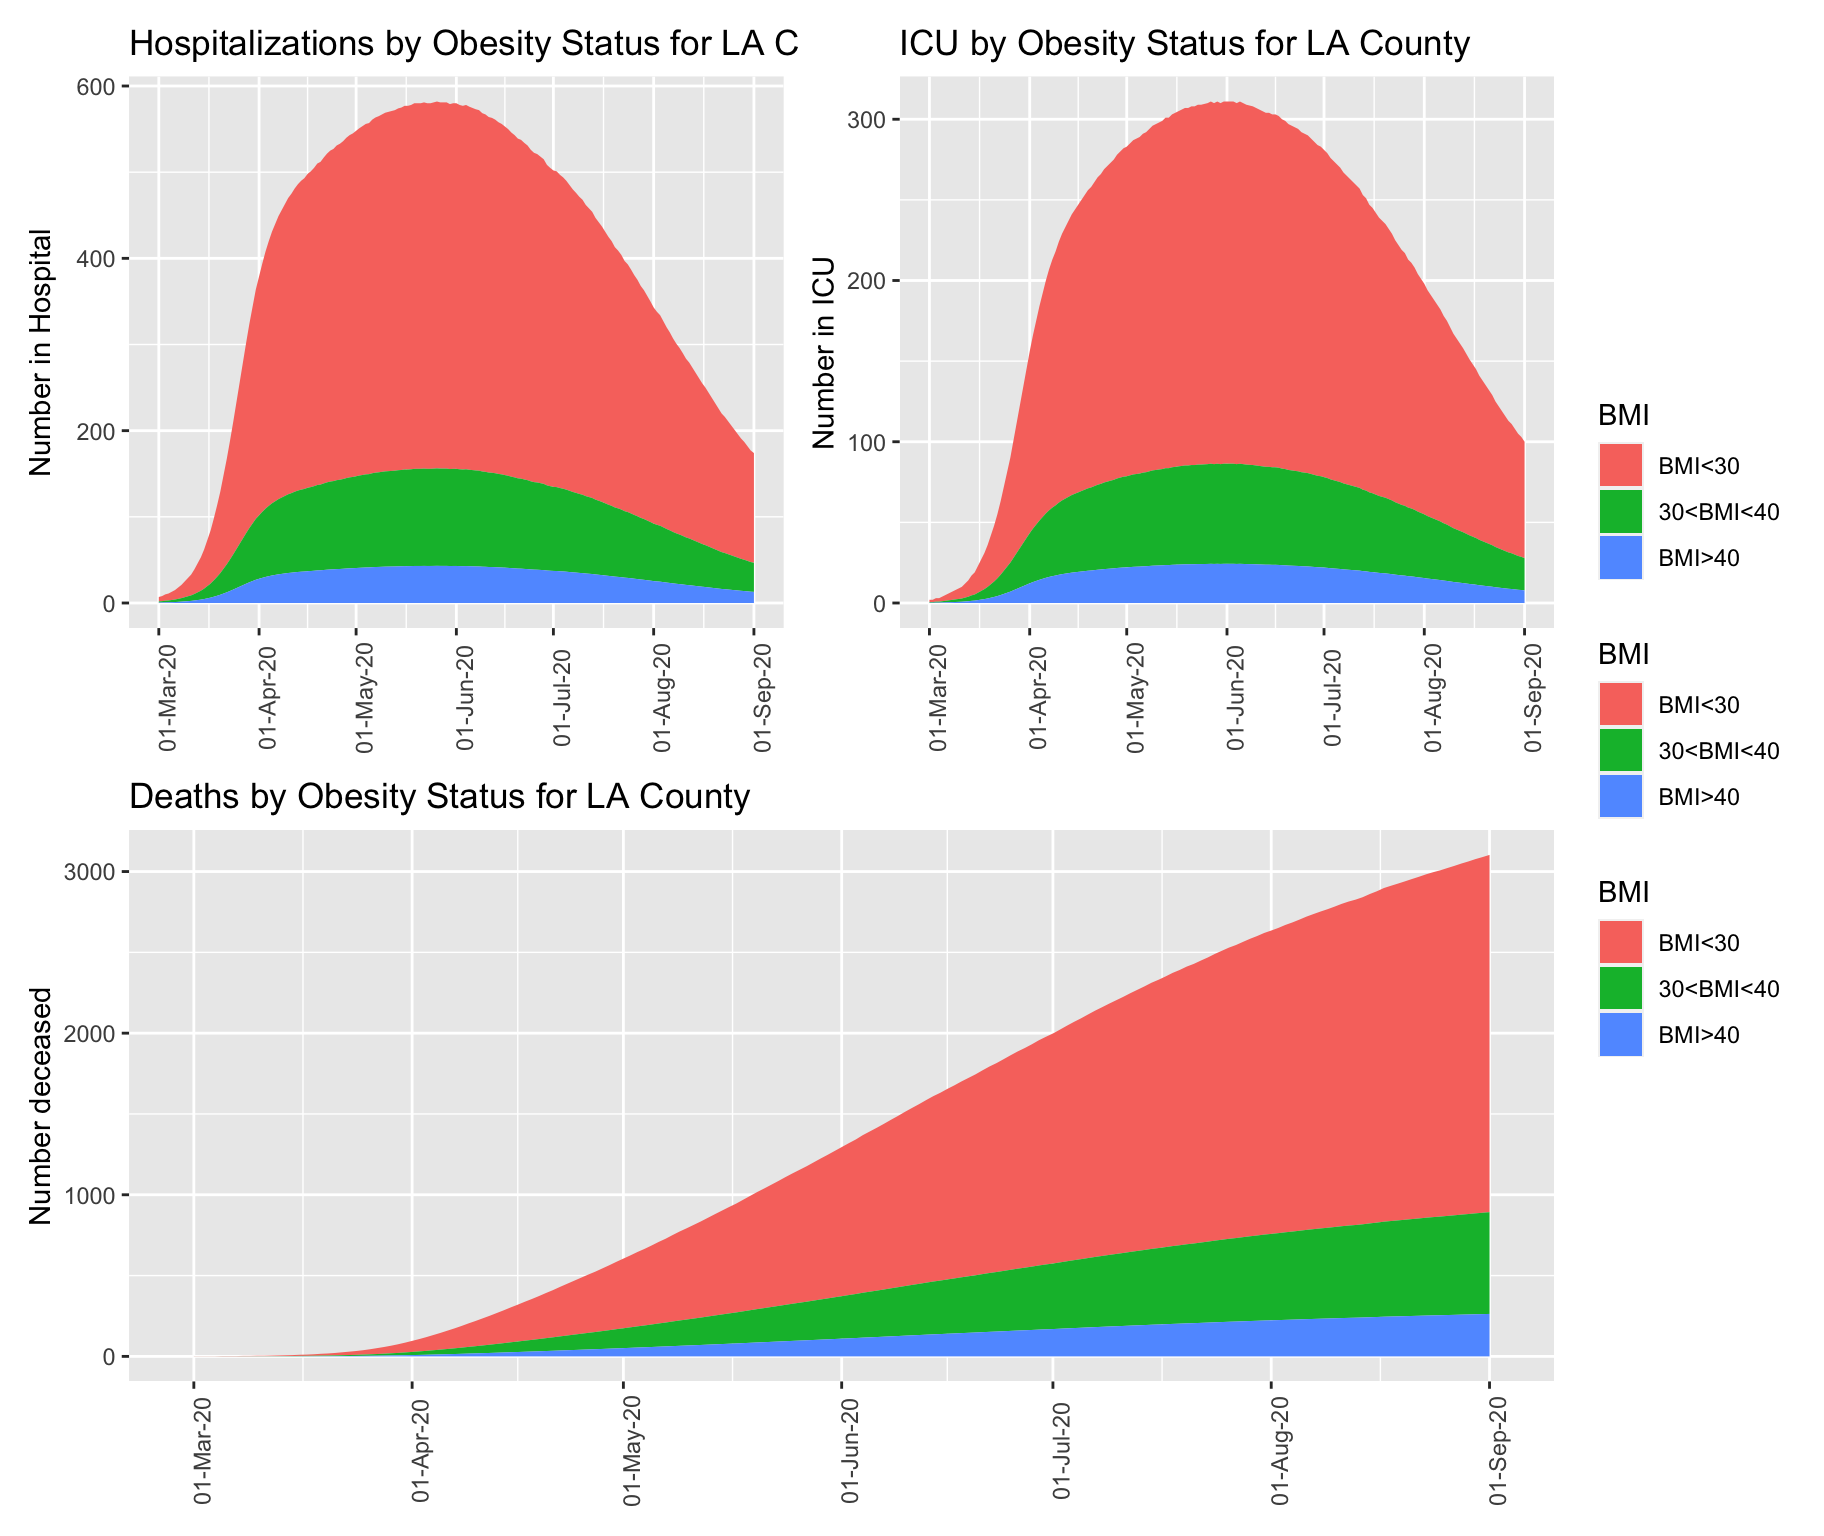 Hospitalizations by Obesity Status for LA C
600
400
200
0
Number in Hospital
01-Mar-20
01-Apr-20
01-May-20
01-Jun-20
01-Jul-20
01-Aug-20
01-Sep-20
ICU by Obesity Status for LA County
300
200
100
0
Number in ICU
01-Mar-20
01-Apr-20
01-May-20
01-Jun-20
01-Jul-20
01-Aug-20
01-Sep-20
Deaths by Obesity Status for LA County
3000
2000
1000
0
Number deceased
01-Mar-20
01-Apr-20
01-May-20
01-Jun-20
01-Jul-20
01-Aug-20
01-Sep-20
BMI
BMI<30
30<BMI<40
BMI>40
BMI
BMI<30
30<BMI<40
BMI>40
BMI
BMI<30
30<BMI<40
BMI>40